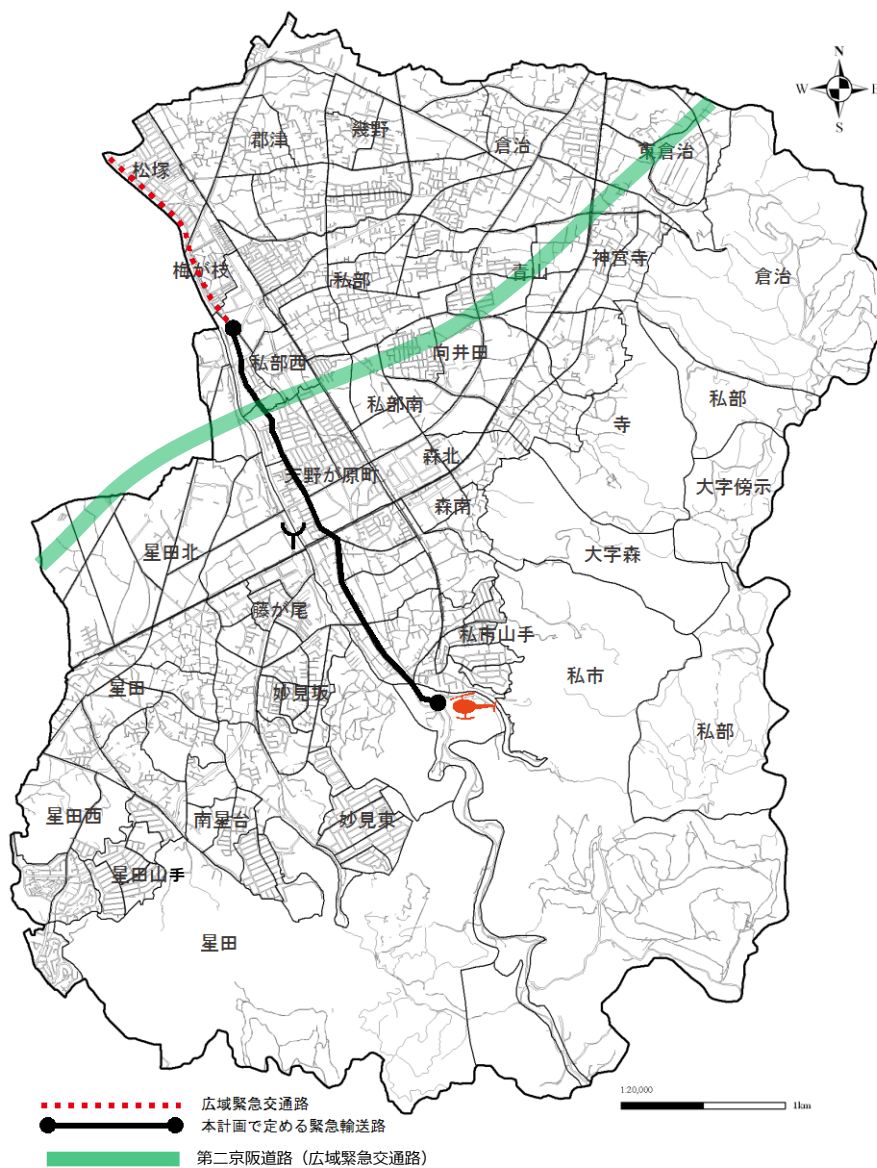 N
W E
S
郡津
幾野
倉治
東倉治
松塚
梅が枝
私部
青山
神宮寺
倉治
私部西
向井田
私部南
私部
寺
天野が原町
森北
大字傍示
森南
星田北
大字森
藤が尾
私市山手
私市
星田
妙見坂
私部
星田西
南星台
妙見東
星田山手
星田
1:20,000
1km
広域緊急交通路
本計画で定める緊急輸送路
第二京阪道路(広域緊急交通路)